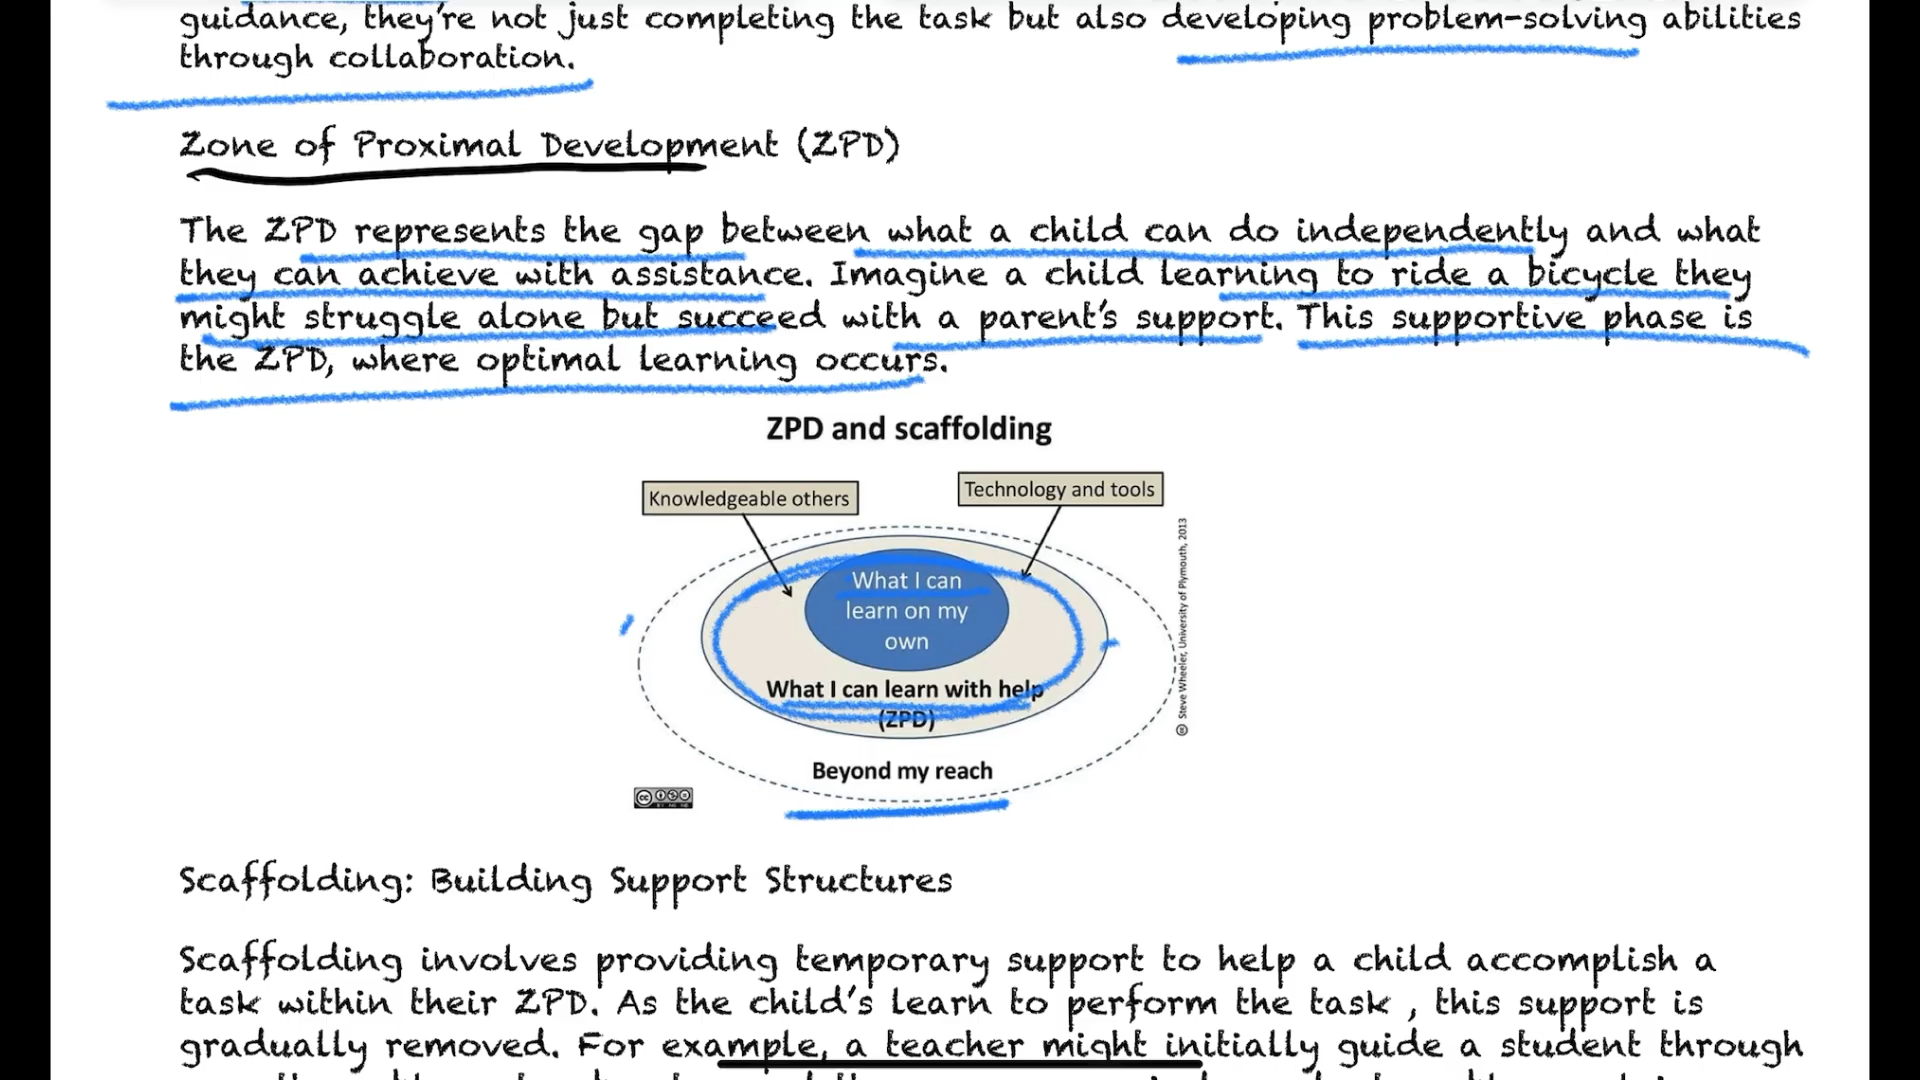 guidance, they're not just completing the task but also developing problem-solving abilities
through collaboration.
Zone of Proximal Development (ZPD)
The ZPD represents the gap between what a child can do independently and what
they can achieve with assistance. Imagine a child learning to ride a bicycle they
might struggle alone but succeed with a parent's support. This supportive phase is
the ZPD, where optimal learning occurs.
ZPD and scaffolding
Knowledgeable others
Technology and tools
What I can
learn on my
own
What I can learn with help
(ZPD)
Beyond my reach
© Steve Wheeler, University of Plymouth, 2013
Scaffolding: Building Support Structures
Scaffolding involves providing temporary support to help a child accomplish a
task within their ZPD. As the child's learn to perform the task , this support is
gradually removed. For example, a teacher might initially guide a student through